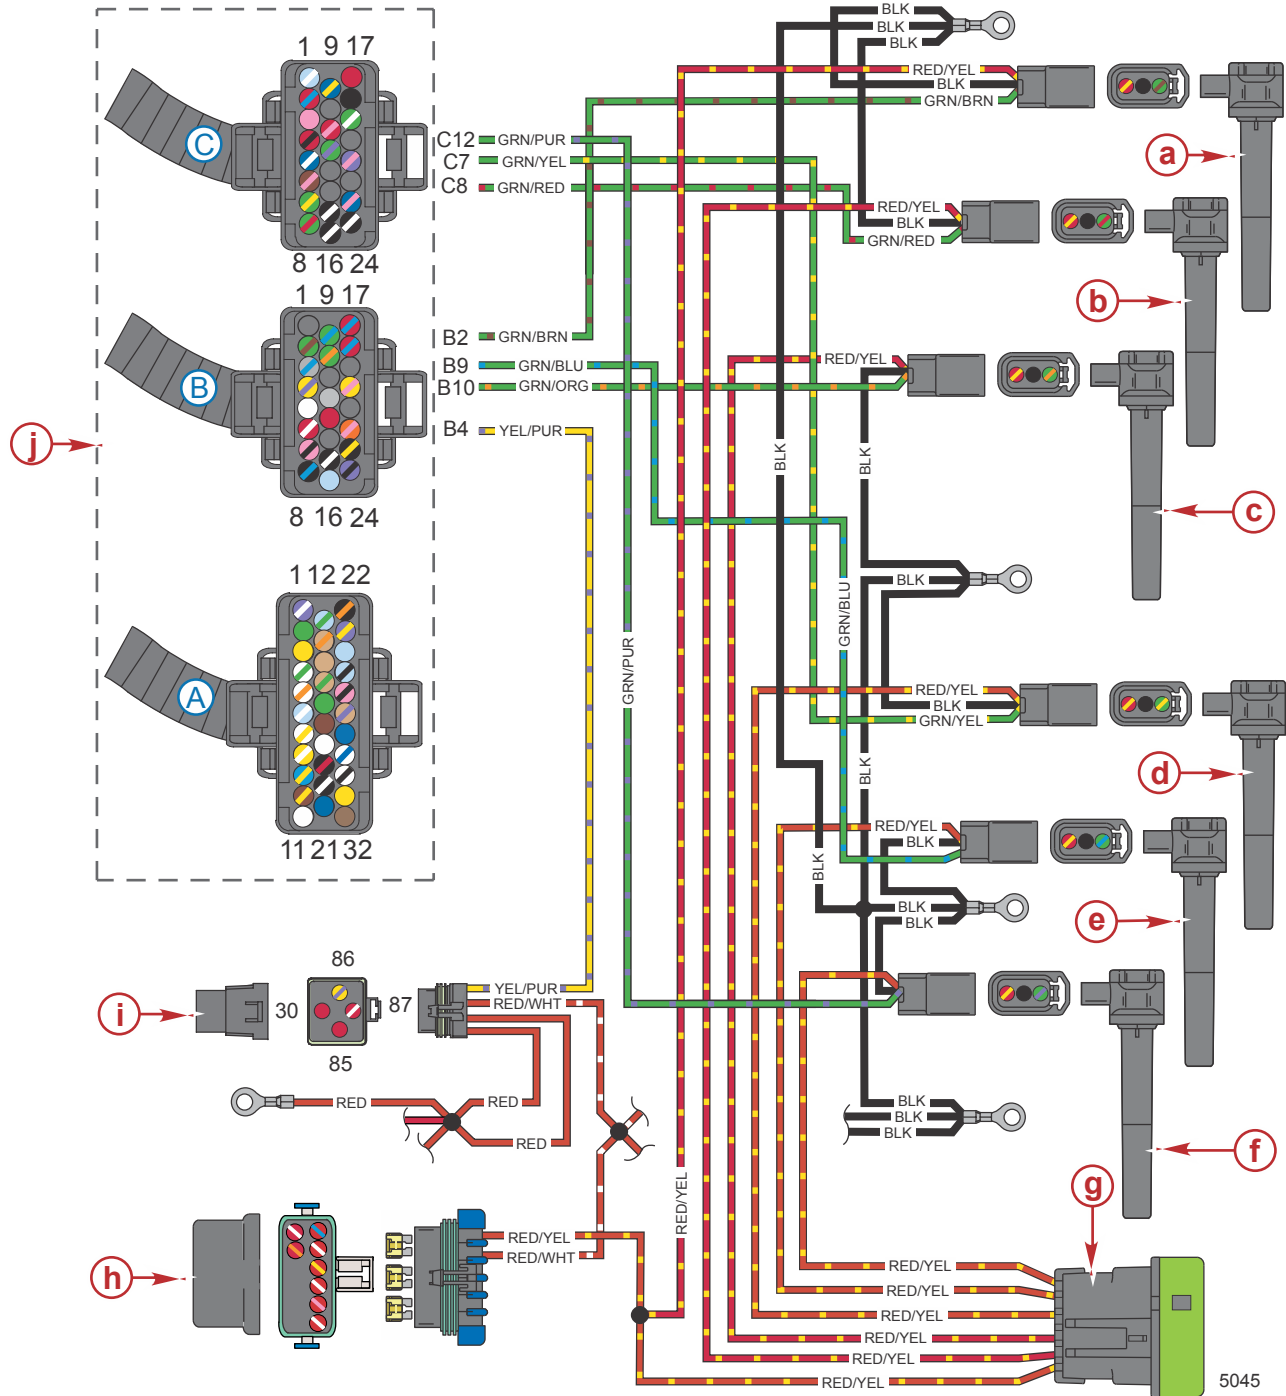 BLK
BLK
BLK
1 9 17
RED/YEL
BLK
GRN/BRN
C
C12 GRN/PUR
C7 GRN/YEL
C8 GRN/RED
a
RED/YEL
BLK
GRN/RED
8 16 24
1 9 17
b
B2 GRN/BRN
B9 GRN/BLU
B10 GRN/ORG
RED/YEL
B
B4 YEL/PUR
j
BLK
BLK
8 16 24
c
1 12 22
BLK
GRN/BLU
GRN/PUR
A
RED/YEL
BLK
GRN/YEL
BLK
d
11 21 32
RED/YEL
BLK
BLK
BLK
BLK
e
86
30
87
85
i
YEL/PUR
RED/WHT
RED
RED
RED
BLK
BLK
BLK
f
g
RED/YEL
h
RED/YEL
RED/WHT
RED/YEL
RED/YEL
RED/YEL
RED/YEL
RED/YEL
RED/YEL
5045